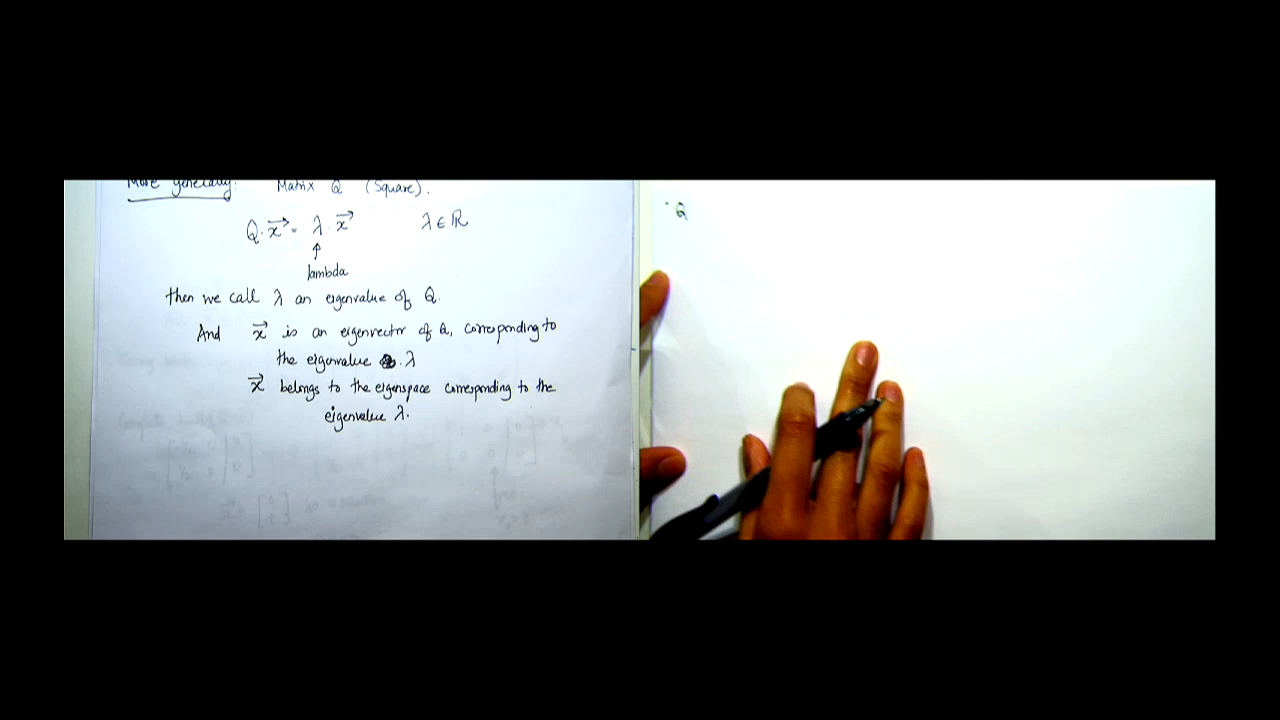 More generally: Matrix Q (Square).
Q · x⃗ = λ · x⃗ λ ∈ ℝ
↑
lambda
then we call λ an eigenvalue of Q.
And x⃗ is an eigenvector of Q, corresponding to
the eigenvalue λ
x⃗ belongs to the eigenspace corresponding to the
eigenvalue λ.
· Q